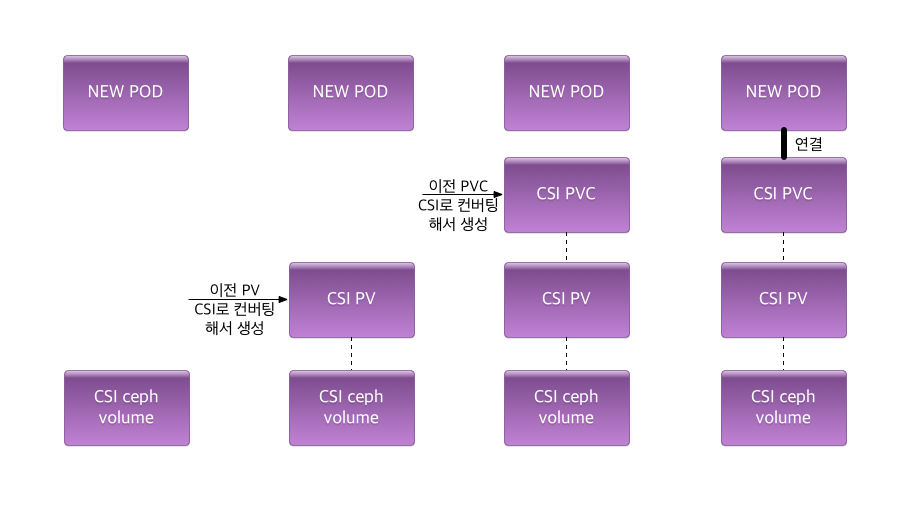 NEW POD
NEW POD
NEW POD
NEW POD
연결
이전 PVC
CSI로 컨버팅
해서 생성
CSI PVC
CSI PVC
이전 PV
CSI로 컨버팅
해서 생성
CSI PV
CSI PV
CSI PV
CSI ceph
volume
CSI ceph
volume
CSI ceph
volume
CSI ceph
volume